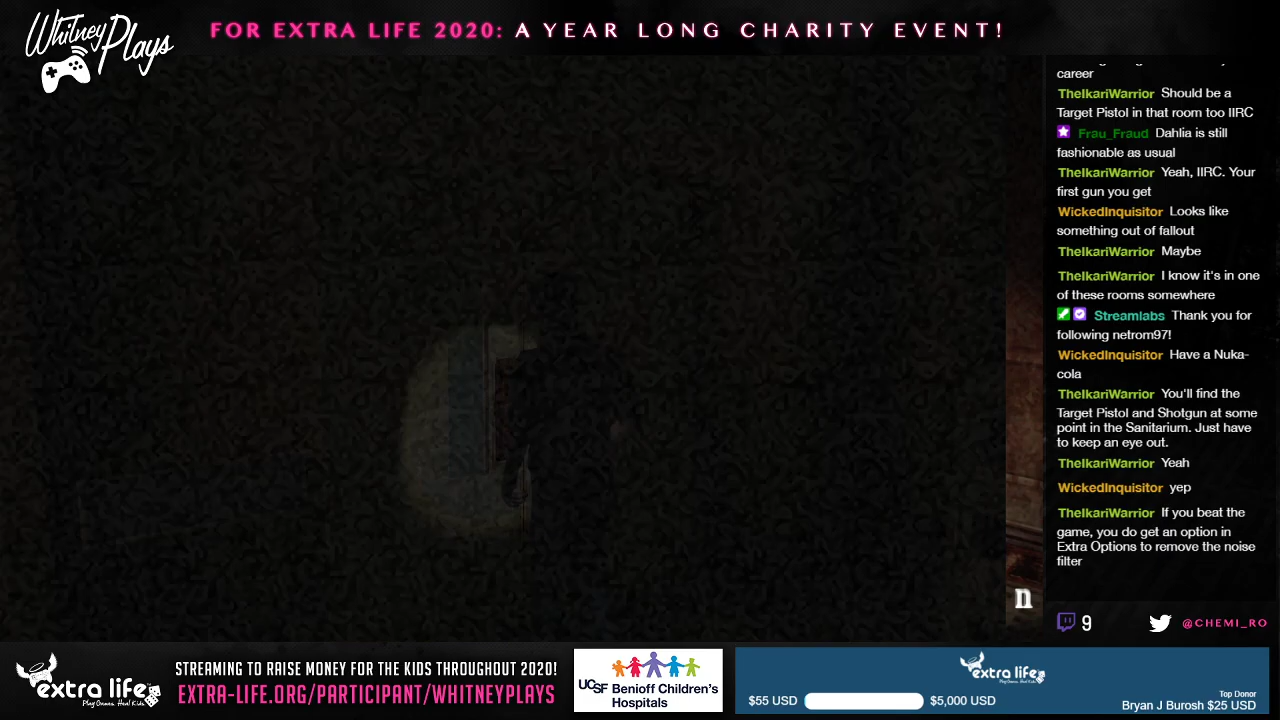 Whitney Plays
FOR EXTRA LIFE 2020: A YEAR LONG CHARITY EVENT!
career
TheIkariWarrior Should be a
Target Pistol in that room too IIRC
Frau_Fraud Dahlia is still
fashionable as usual
TheIkariWarrior Yeah, IIRC. Your
first gun you get
WickedInquisitor Looks like
something out of fallout
TheIkariWarrior Maybe
TheIkariWarrior I know it's in one
of these rooms somewhere
Streamlabs Thank you for
following netrom97!
WickedInquisitor Have a Nuka-
cola
TheIkariWarrior You'll find the
Target Pistol and Shotgun at some
point in the Sanitarium. Just have
to keep an eye out.
TheIkariWarrior Yeah
WickedInquisitor yep
TheIkariWarrior If you beat the
game, you do get an option in
Extra Options to remove the noise
filter
n
9
@CHEMI_RO
extra life
Play Games. Heal Kids.
STREAMING TO RAISE MONEY FOR THE KIDS THROUGHOUT 2020!
EXTRA-LIFE.ORG/PARTICIPANT/WHITNEYPLAYS
UCSF Benioff Children's
Hospitals
extra life
Play Games. Heal Kids.
$55 USD
$5,000 USD
Top Donor
Bryan J Burosh $25 USD